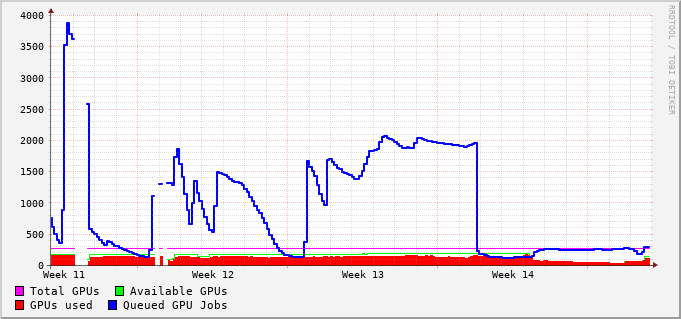 4000
3500
3000
2500
2000
1500
1000
500
0
Week 11 Week 12 Week 13 Week 14
Total GPUs Available GPUs
GPUs used Queued GPU Jobs
RRDTOOL / TOBI OETIKER